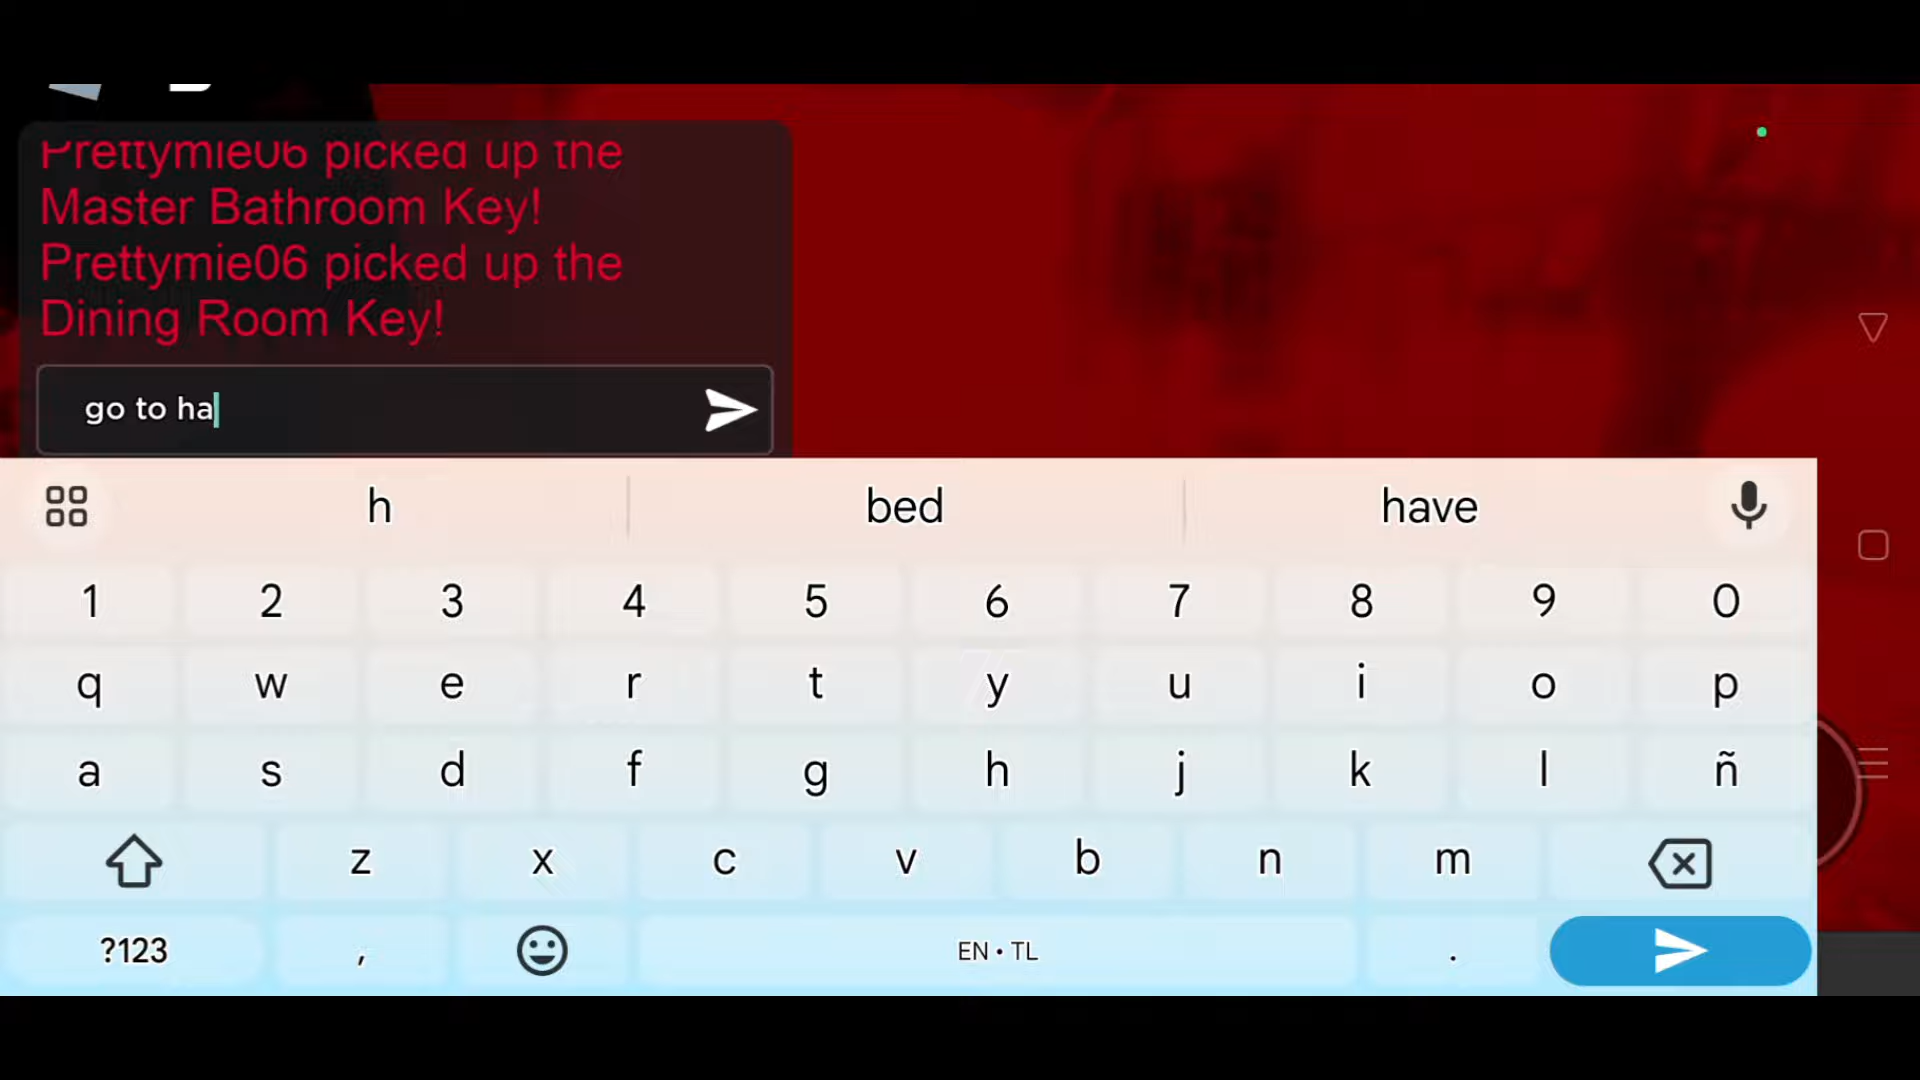 Prettymie06 picked up the
Master Bathroom Key!
Prettymie06 picked up the
Dining Room Key!
go to ha
h bed have
1 2 3 4 5 6 7 8 9 0
q w e r t y u i o p
a s d f g h j k l ñ
z x c v b n m
?123 , EN • TL .